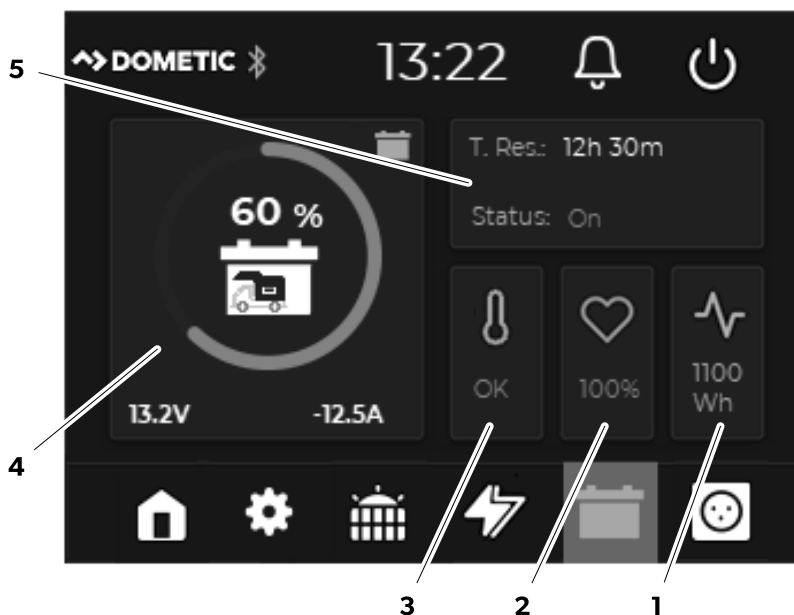 DOMETIC 13:22
5
T. Res.: 12h 30m
60 %
Status: On
OK
100%
1100
Wh
13.2V -12.5A
4
3 2 1